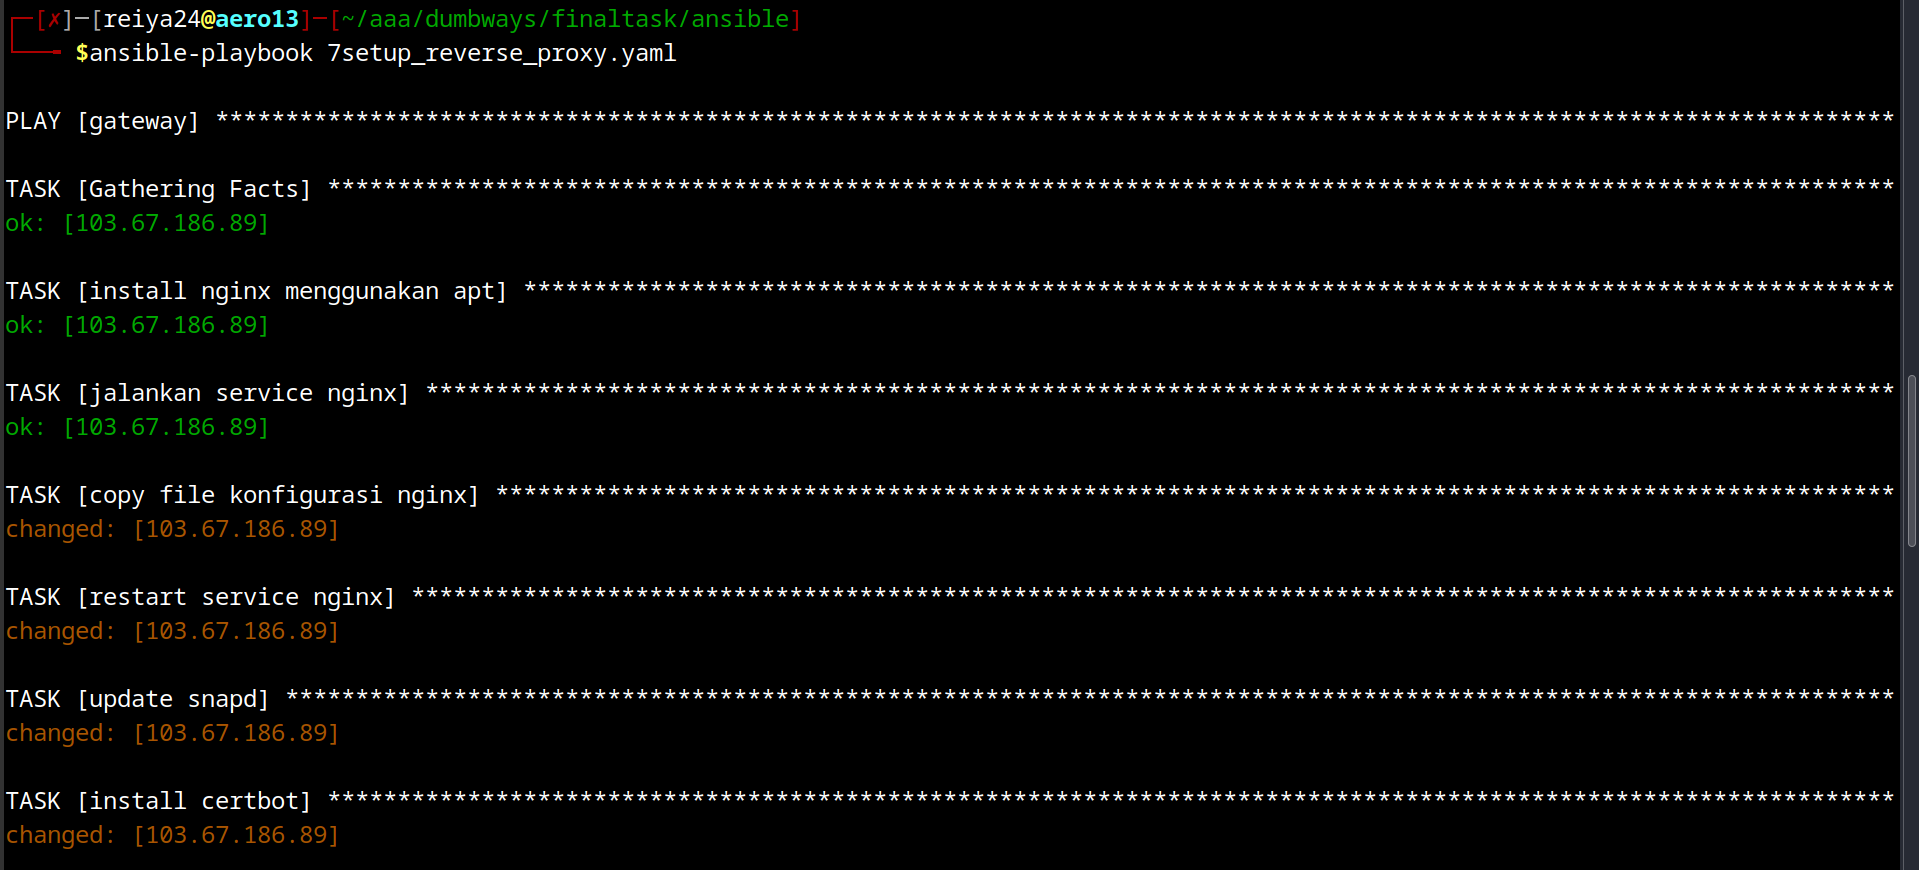 ┌─[✗]─[reiya24@aero13]─[~/aaa/dumbways/finaltask/ansible]
└──╼ $ansible-playbook 7setup_reverse_proxy.yaml
PLAY [gateway] ************************************************************************************************************************
TASK [Gathering Facts] ****************************************************************************************************************
ok: [103.67.186.89]
TASK [install nginx menggunakan apt] **************************************************************************************************
ok: [103.67.186.89]
TASK [jalankan service nginx] *********************************************************************************************************
ok: [103.67.186.89]
TASK [copy file konfigurasi nginx] ****************************************************************************************************
changed: [103.67.186.89]
TASK [restart service nginx] **********************************************************************************************************
changed: [103.67.186.89]
TASK [update snapd] *******************************************************************************************************************
changed: [103.67.186.89]
TASK [install certbot] ****************************************************************************************************************
changed: [103.67.186.89]